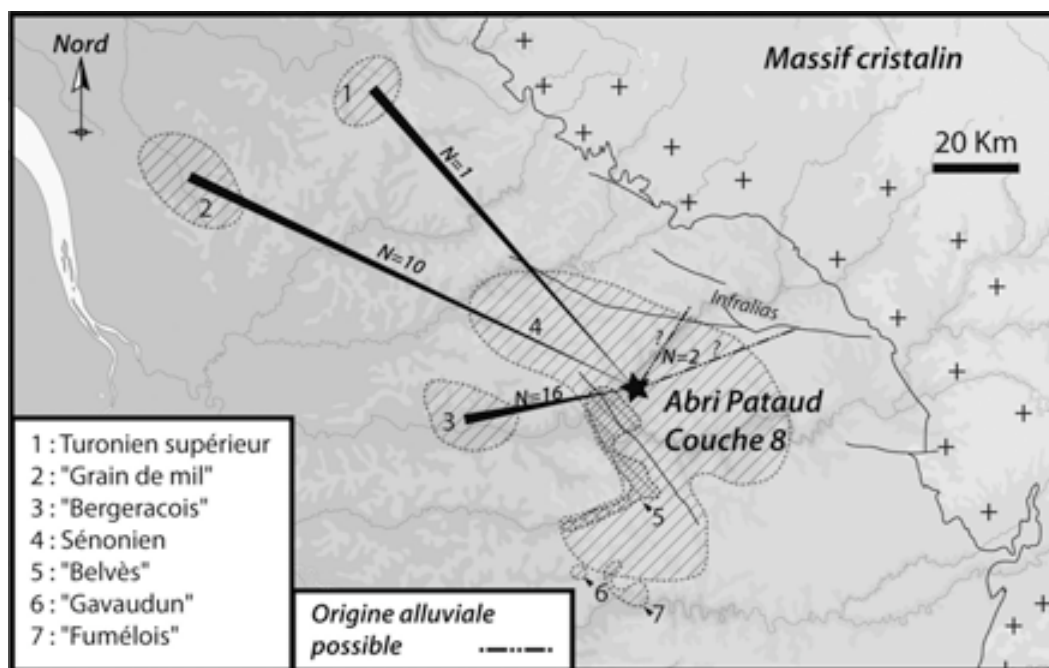 Nord
Massif cristalin
20 Km
1
2
N=1
N=10
Infralias
4
?
N=2
?
3
N=16
Abri Pataud
Couche 8
5
6
7
1 : Turonien supérieur
2 : "Grain de mil"
3 : "Bergeracois"
4 : Sénonien
5 : "Belvès"
6 : "Gavaudun"
7 : "Fumélois"
Origine alluviale
possible